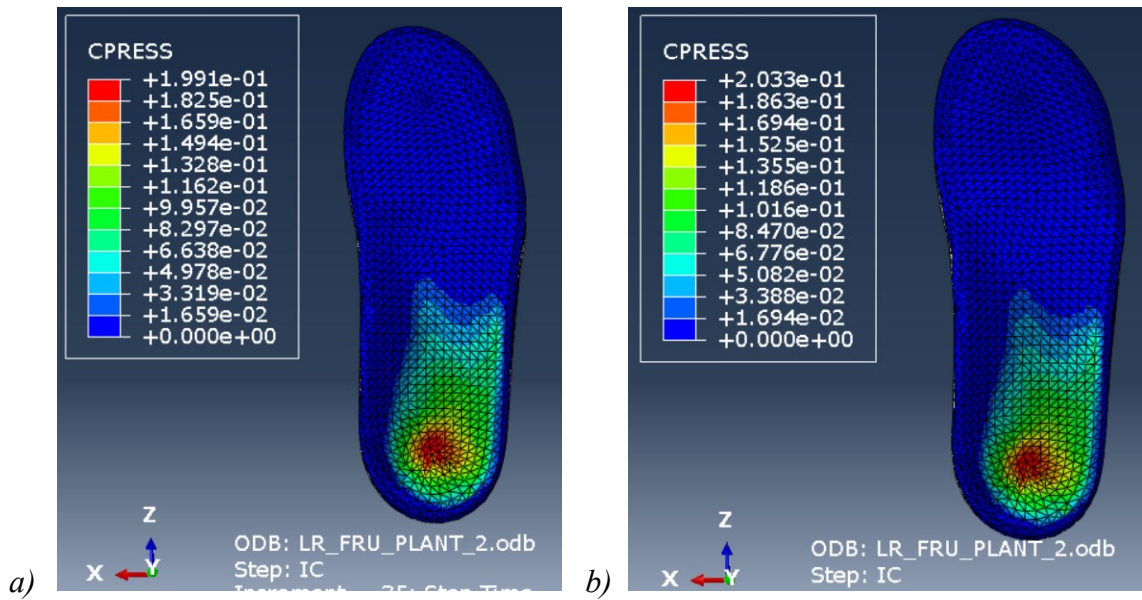 CPRESS
+1.991e-01
+1.825e-01
+1.659e-01
+1.494e-01
+1.328e-01
+1.162e-01
+9.957e-02
+8.297e-02
+6.638e-02
+4.978e-02
+3.319e-02
+1.659e-02
+0.000e+00
Z
X
Y
ODB: LR_FRU_PLANT_2.odb
Step: IC
Increment 35: Step Time
a)
CPRESS
+2.033e-01
+1.863e-01
+1.694e-01
+1.525e-01
+1.355e-01
+1.186e-01
+1.016e-01
+8.470e-02
+6.776e-02
+5.082e-02
+3.388e-02
+1.694e-02
+0.000e+00
Z
X
Y
ODB: LR_FRU_PLANT_2.odb
Step: IC
b)